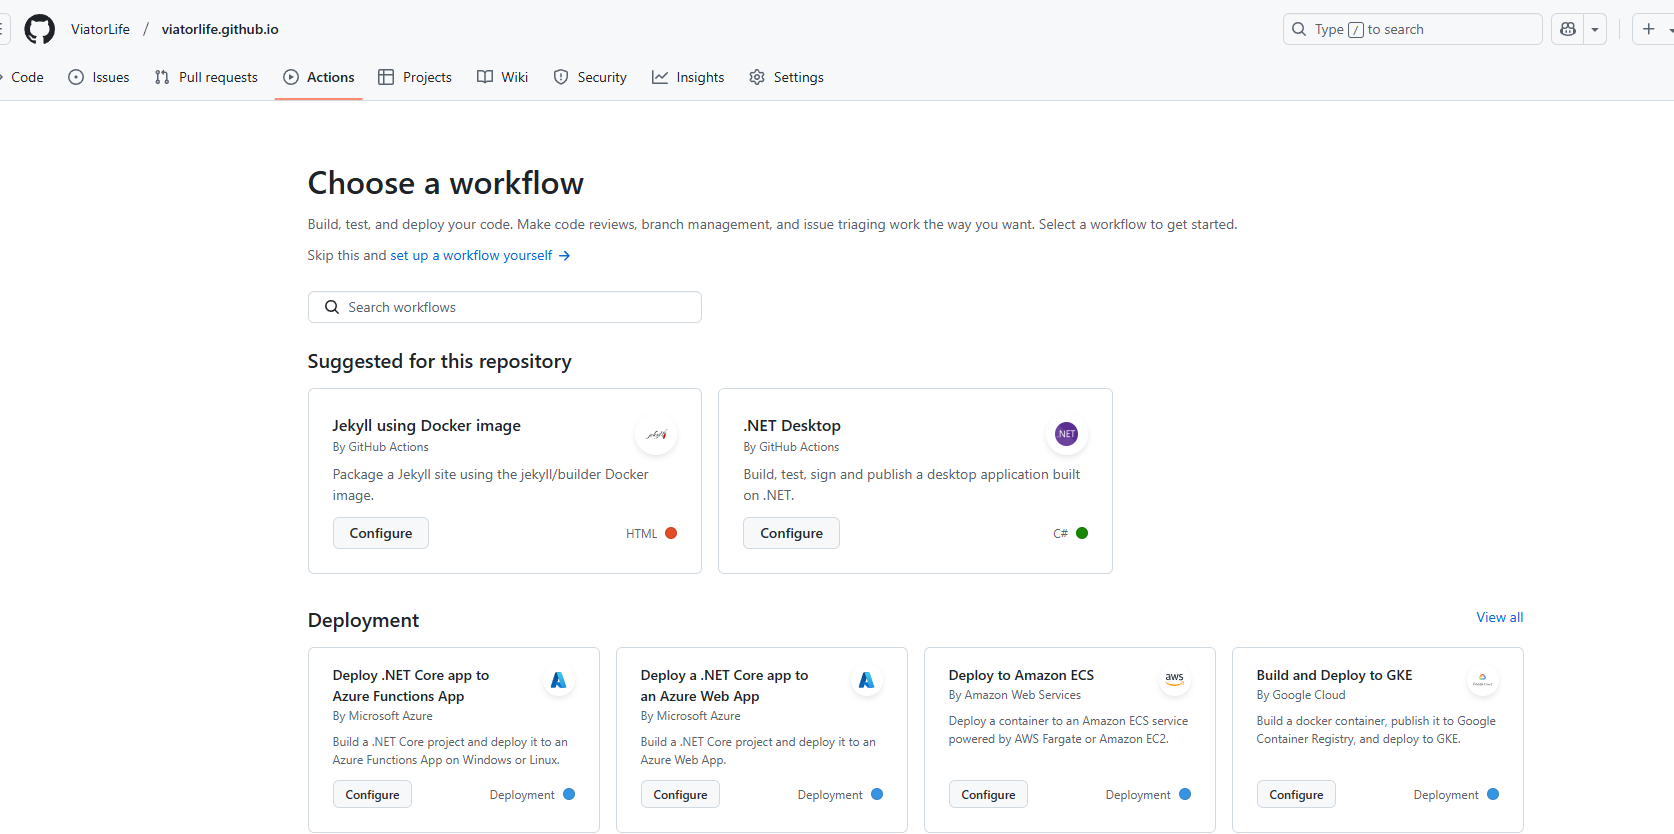 ViatorLife / viatorlife.github.io
Type / to search
Code
Issues
Pull requests
Actions
Projects
Wiki
Security
Insights
Settings
Choose a workflow
Build, test, and deploy your code. Make code reviews, branch management, and issue triaging work the way you want. Select a workflow to get started.
Skip this and set up a workflow yourself →
Search workflows
Suggested for this repository
Jekyll using Docker image
By GitHub Actions
Package a Jekyll site using the jekyll/builder Docker
image.
Configure
HTML
.NET Desktop
By GitHub Actions
.NET
Build, test, sign and publish a desktop application built
on .NET.
Configure
C#
Deployment
View all
Deploy .NET Core app to
Azure Functions App
By Microsoft Azure
Build a .NET Core project and deploy it to an
Azure Functions App on Windows or Linux.
Configure
Deployment
Deploy a .NET Core app to
an Azure Web App
By Microsoft Azure
Build a .NET Core project and deploy it to an
Azure Web App.
Configure
Deployment
Deploy to Amazon ECS
By Amazon Web Services
aws
Deploy a container to an Amazon ECS service
powered by AWS Fargate or Amazon EC2.
Configure
Deployment
Build and Deploy to GKE
By Google Cloud
Build a docker container, publish it to Google
Container Registry, and deploy to GKE.
Configure
Deployment